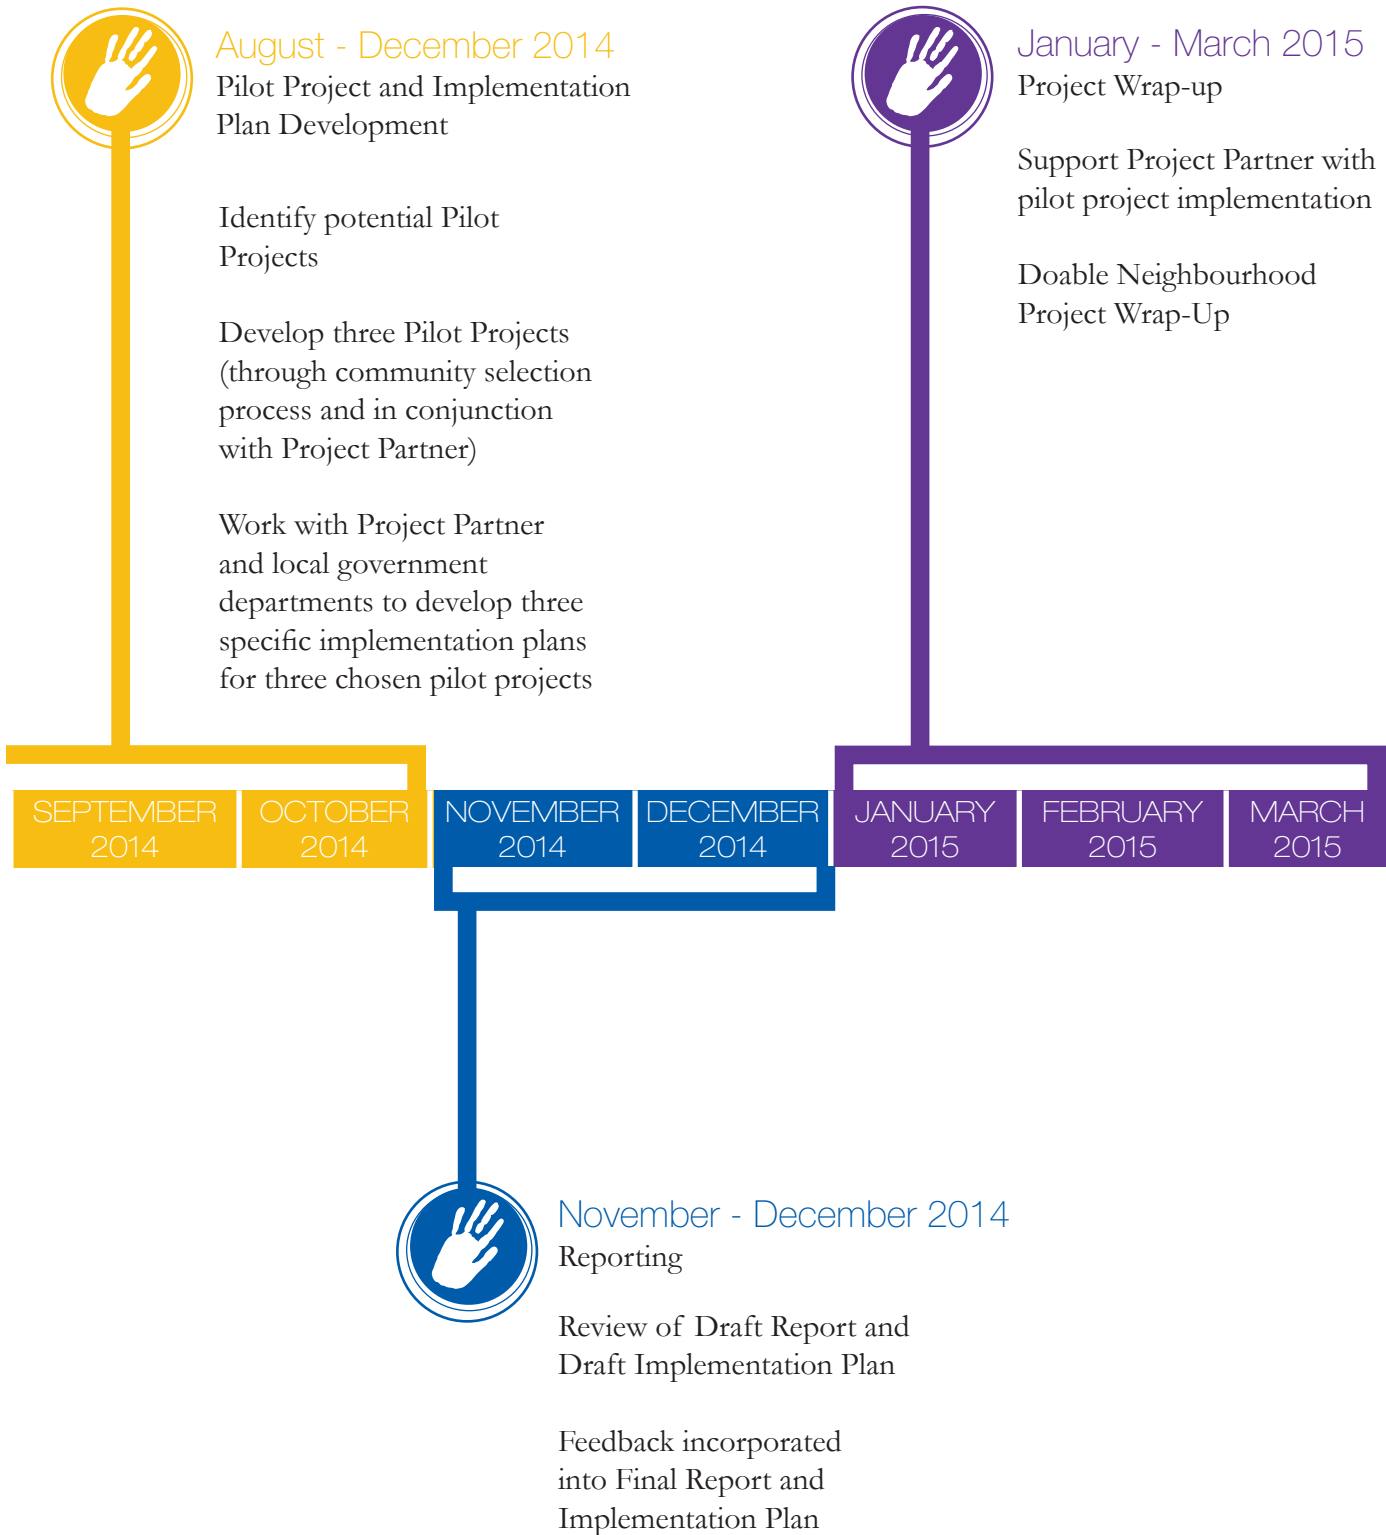 August - December 2014
Pilot Project and Implementation
Plan Development
Identify potential Pilot
Projects
Develop three Pilot Projects
(through community selection
process and in conjunction
with Project Partner)
Work with Project Partner
and local government
departments to develop three
specific implementation plans
for three chosen pilot projects
January - March 2015
Project Wrap-up
Support Project Partner with
pilot project implementation
Doable Neighbourhood
Project Wrap-Up
SEPTEMBER
2014
OCTOBER
2014
NOVEMBER
2014
DECEMBER
2014
JANUARY
2015
FEBRUARY
2015
MARCH
2015
November - December 2014
Reporting
Review of Draft Report and
Draft Implementation Plan
Feedback incorporated
into Final Report and
Implementation Plan